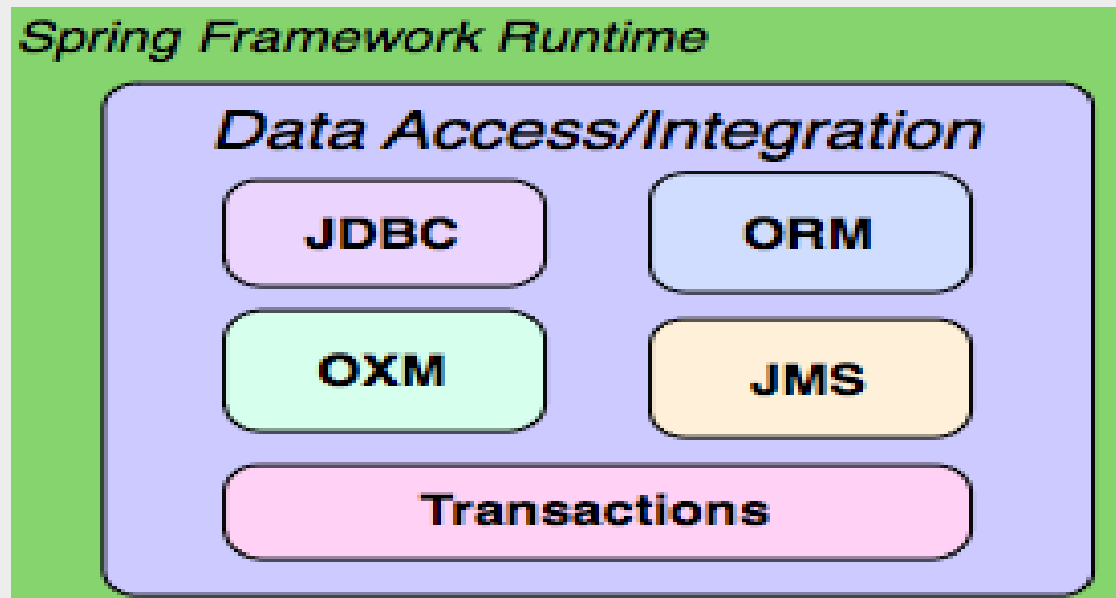 Spring Framework Runtime
Data Access/Integration
JDBC
ORM
OXM
JMS
Transactions